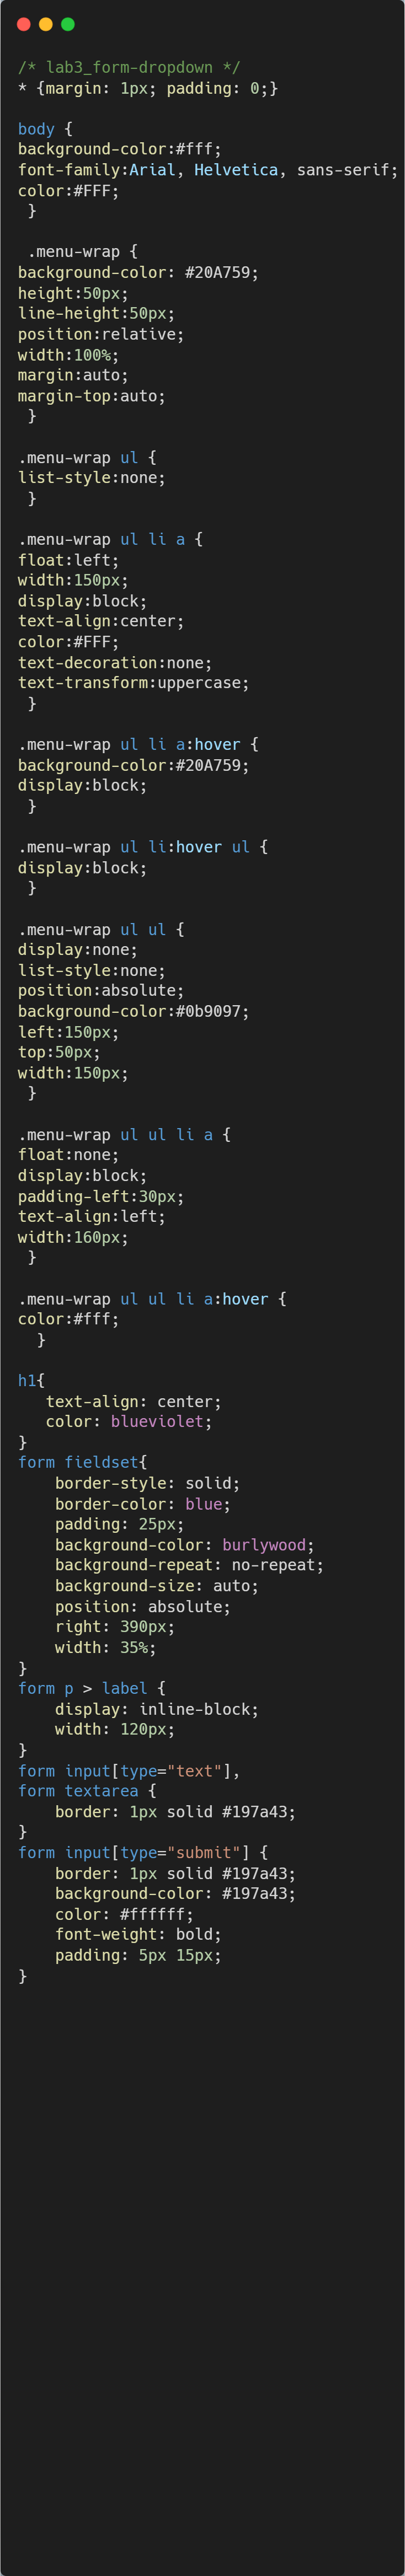 /* lab3_form-dropdown */
* {margin: 1px; padding: 0;}

body {
background-color:#fff;
font-family:Arial, Helvetica, sans-serif;
color:#FFF;
 }

 .menu-wrap {
background-color: #20A759;
height:50px;
line-height:50px;
position:relative;
width:100%;
margin:auto;
margin-top:auto;
 }

.menu-wrap ul {
list-style:none;
 }

.menu-wrap ul li a {
float:left;
width:150px;
display:block;
text-align:center;
color:#FFF;
text-decoration:none;
text-transform:uppercase;
 }

.menu-wrap ul li a:hover {
background-color:#20A759;
display:block;
 }

.menu-wrap ul li:hover ul {
display:block;
 }

.menu-wrap ul ul {
display:none;
list-style:none;
position:absolute;
background-color:#0b9097;
left:150px;
top:50px;
width:150px;
 }

.menu-wrap ul ul li a {
float:none;
display:block;
padding-left:30px;
text-align:left;
width:160px;
 }

.menu-wrap ul ul li a:hover {
color:#fff;
  }

h1{
   text-align: center;
   color: blueviolet;
}
form fieldset{
    border-style: solid;
    border-color: blue;
    padding: 25px;
    background-color: burlywood;
    background-repeat: no-repeat;
    background-size: auto;
    position: absolute;
    right: 390px;
    width: 35%;
}
form p > label {
    display: inline-block;
    width: 120px;
}
form input[type="text"],
form textarea {
    border: 1px solid #197a43;
}
form input[type="submit"] {
    border: 1px solid #197a43;
    background-color: #197a43;
    color: #ffffff;
    font-weight: bold;
    padding: 5px 15px;
}